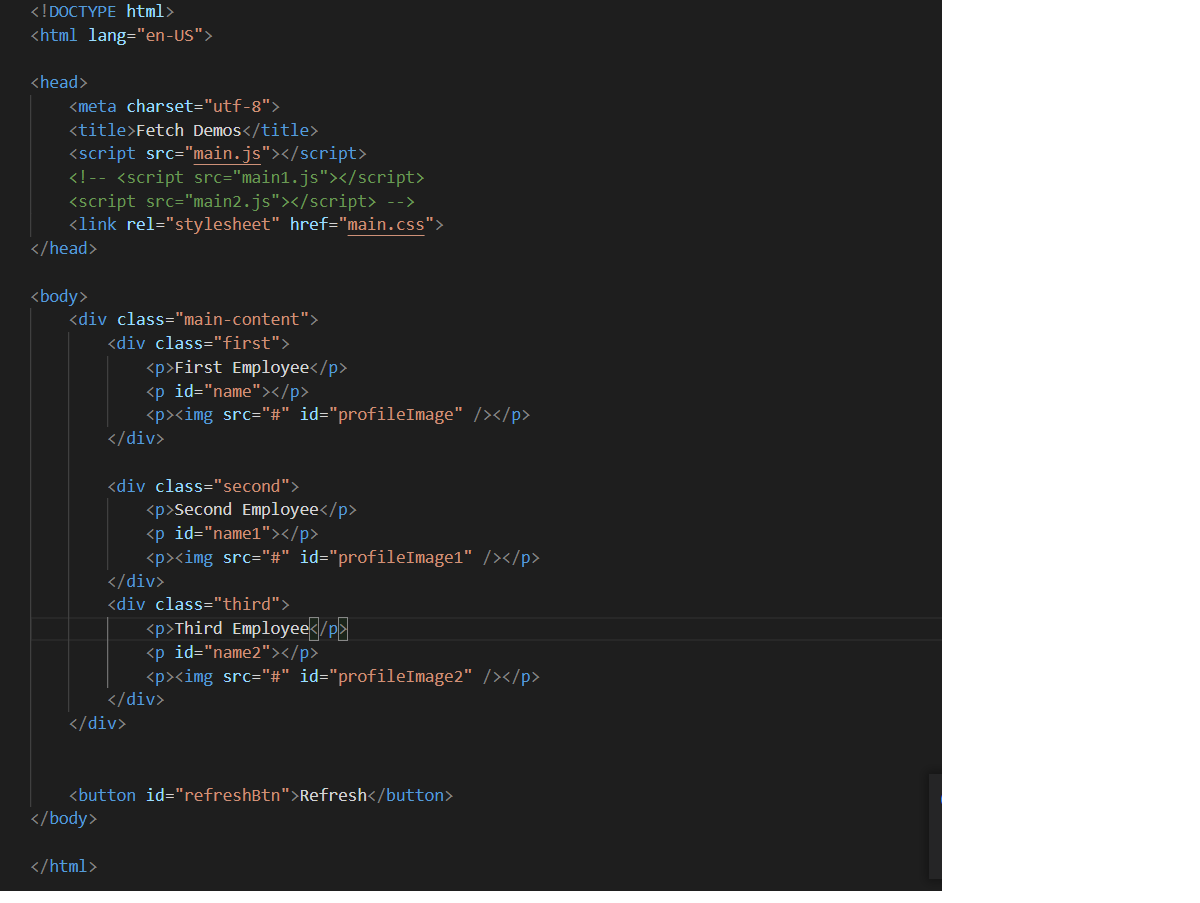 <!DOCTYPE html>
<html lang="en-US">
<head>
<meta charset="utf-8">
<title>Fetch Demos</title>
<script src="main.js"></script>
<!-- <script src="main1.js"></script>
<script src="main2.js"></script> -->
<link rel="stylesheet" href="main.css">
</head>
<body>
<div class="main-content">
<div class="first">
<p>First Employee</p>
<p id="name"></p>
<p><img src="#" id="profileImage" /></p>
</div>
<div class="second">
<p>Second Employee</p>
<p id="name1"></p>
<p><img src="#" id="profileImage1" /></p>
</div>
<div class="third">
<p>Third Employee</p>
<p id="name2"></p>
<p><img src="#" id="profileImage2" /></p>
</div>
</div>
<button id="refreshBtn">Refresh</button>
</body>
</html>